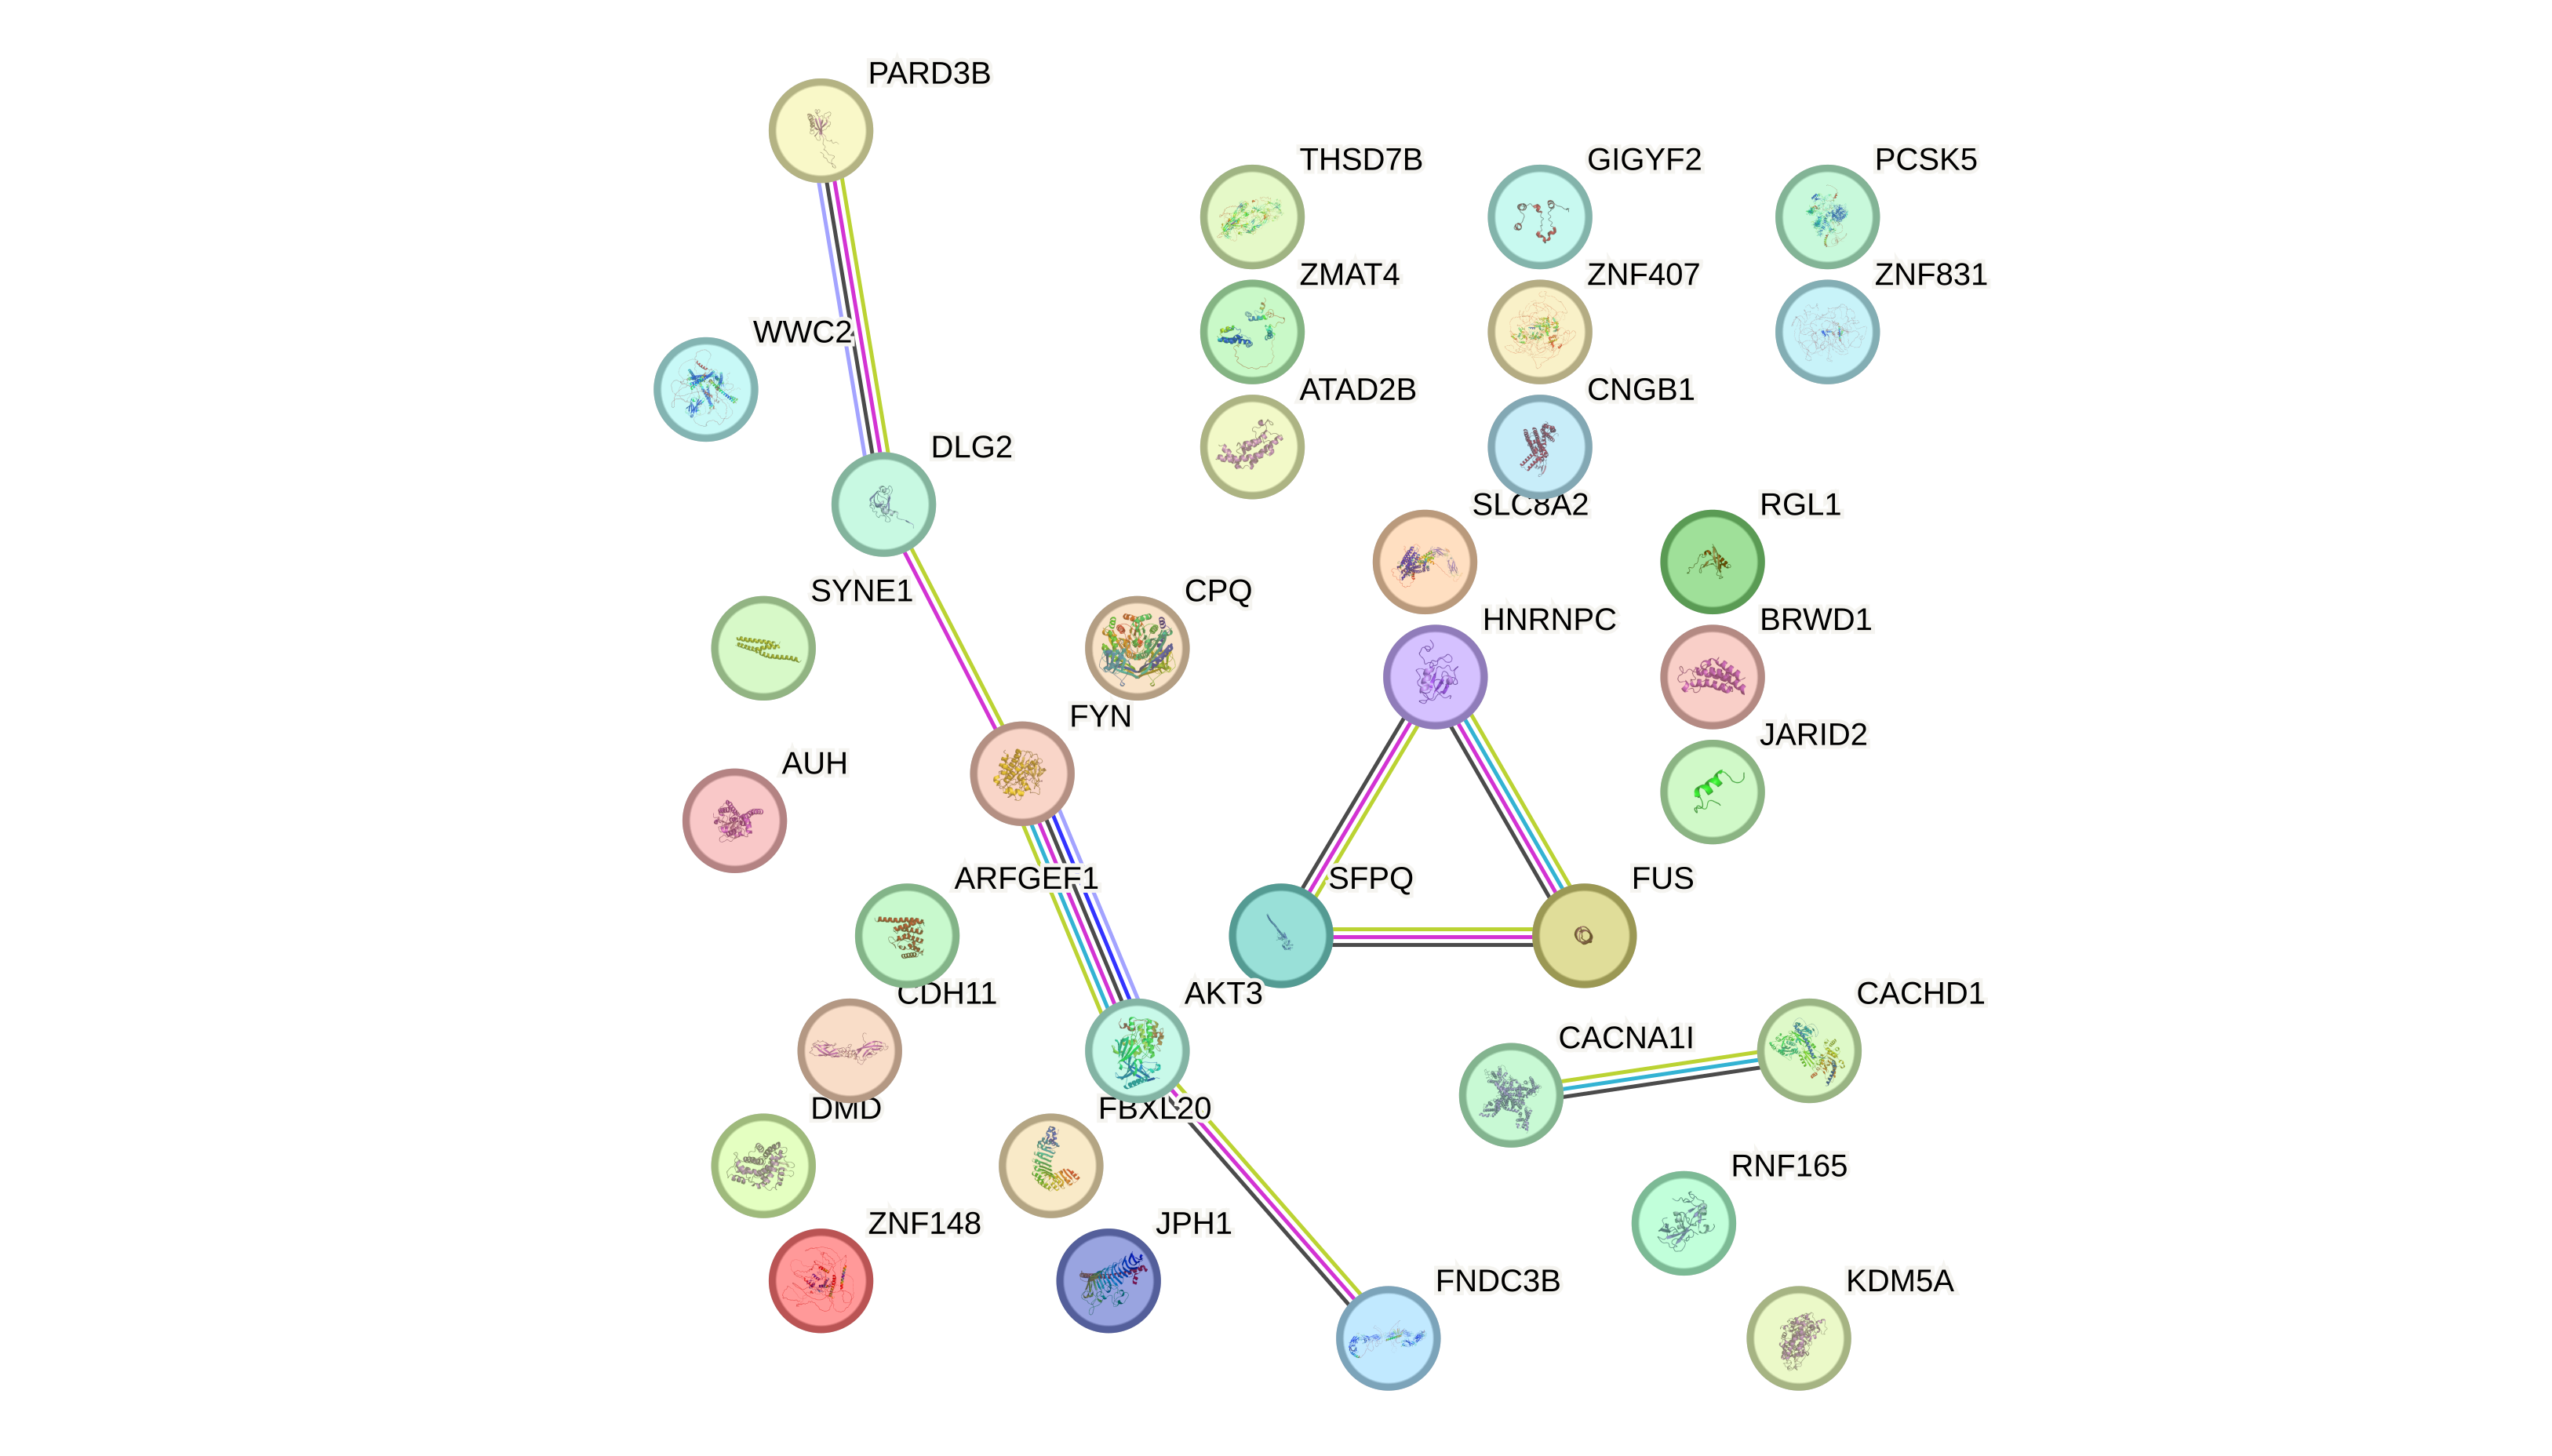 PARD3B
THSD7B
GIGYF2
PCSK5
ZMAT4
ZNF407
ZNF831
WWC2
ATAD2B
CNGB1
DLG2
SLC8A2
RGL1
SYNE1
CPQ
HNRNPC
BRWD1
FYN
JARID2
AUH
ARFGEF1
SFPQ
FUS
CDH11
AKT3
CACHD1
CACNA1I
DMD
FBXL20
RNF165
ZNF148
JPH1
FNDC3B
KDM5A